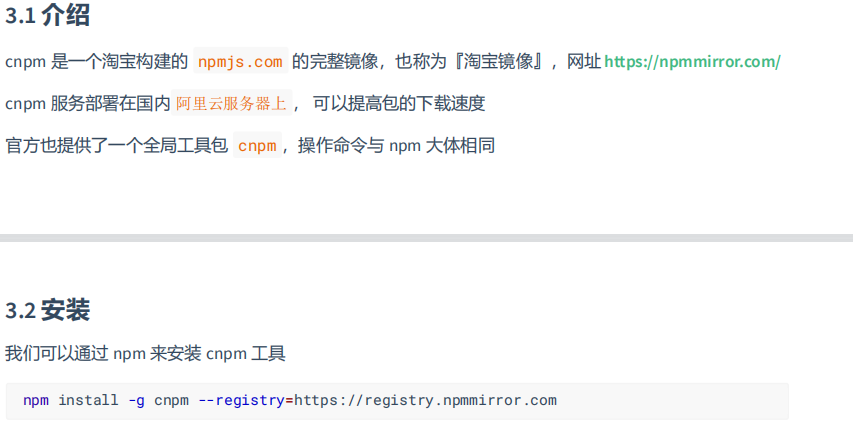 3.1 介绍
cnpm 是一个淘宝构建的 npmjs.com 的完整镜像，也称为『淘宝镜像』，网址 https://npmmirror.com/
cnpm 服务部署在国内 阿里云服务器上 ， 可以提高包的下载速度
官方也提供了一个全局工具包 cnpm ，操作命令与 npm 大体相同
3.2 安装
我们可以通过 npm 来安装 cnpm 工具
npm install -g cnpm --registry=https://registry.npmmirror.com